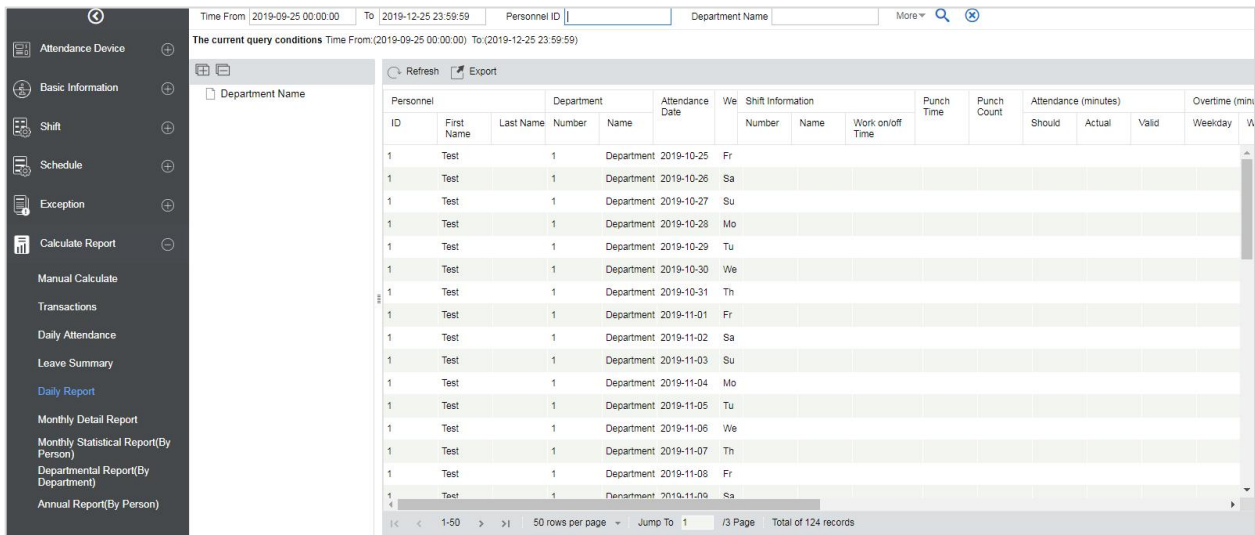 Time From 2019-09-25 00:00:00 To 2019-12-25 23:59:59 Personnel ID Department Name More
The current query conditions Time From:(2019-09-25 00:00:00) To:(2019-12-25 23:59:59)
Attendance Device
Basic Information
Shift
Schedule
Exception
Calculate Report
Manual Calculate
Transactions
Daily Attendance
Leave Summary
Daily Report
Monthly Detail Report
Monthly Statistical Report(By
Person)
Departmental Report(By
Department)
Annual Report(By Person)
Department Name
Refresh Export
Personnel Department Attendance Date We Shift Information Punch Time Punch Count Attendance (minutes) Overtime (minu
ID First Name Last Name Number Name Number Name Work on/off Time Should Actual Valid Weekday W
1 Test 1 Department 2019-10-25 Fr
1 Test 1 Department 2019-10-26 Sa
1 Test 1 Department 2019-10-27 Su
1 Test 1 Department 2019-10-28 Mo
1 Test 1 Department 2019-10-29 Tu
1 Test 1 Department 2019-10-30 We
1 Test 1 Department 2019-10-31 Th
1 Test 1 Department 2019-11-01 Fr
1 Test 1 Department 2019-11-02 Sa
1 Test 1 Department 2019-11-03 Su
1 Test 1 Department 2019-11-04 Mo
1 Test 1 Department 2019-11-05 Tu
1 Test 1 Department 2019-11-06 We
1 Test 1 Department 2019-11-07 Th
1 Test 1 Department 2019-11-08 Fr
1 Test 1 Department 2019-11-09 Sa
1-50 50 rows per page Jump To 1 /3 Page Total of 124 records